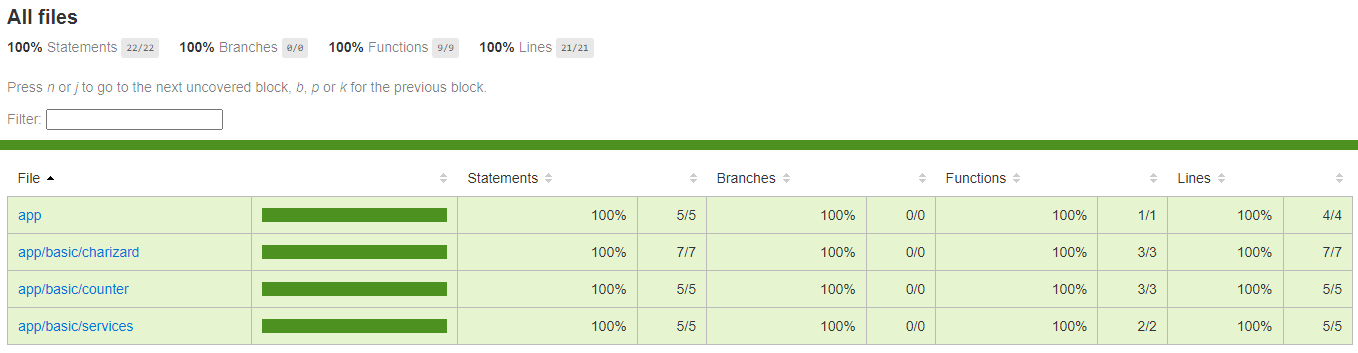 All files
100% Statements 22/22 100% Branches 0/0 100% Functions 9/9 100% Lines 21/21
Press n or j to go to the next uncovered block, b, p or k for the previous block.
Filter:
File Statements Branches Functions Lines
app 100% 5/5 100% 0/0 100% 1/1 100% 4/4
app/basic/charizard 100% 7/7 100% 0/0 100% 3/3 100% 7/7
app/basic/counter 100% 5/5 100% 0/0 100% 3/3 100% 5/5
app/basic/services 100% 5/5 100% 0/0 100% 2/2 100% 5/5